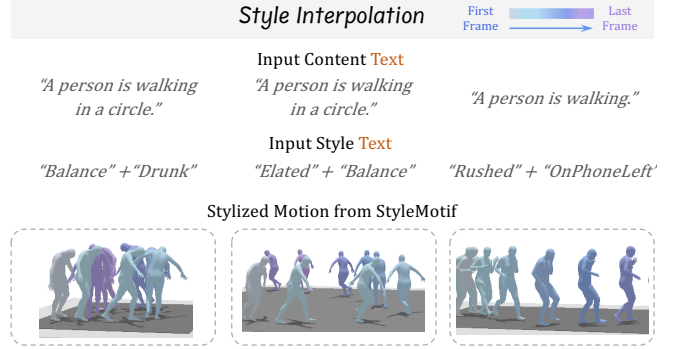 Style Interpolation
First Frame
Last Frame
Input Content Text
“A person is walking in a circle.”
“A person is walking in a circle.”
“A person is walking.”
Input Style Text
“Balance” +“Drunk”
“Elated” + “Balance”
“Rushed” + “OnPhoneLeft”
Stylized Motion from StyleMotif